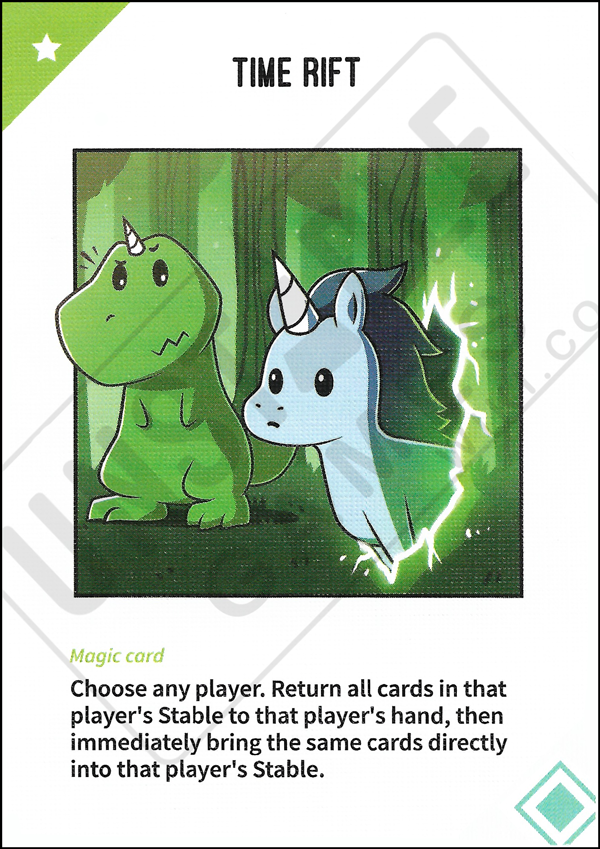 TIME RIFT
Magic card
Choose any player. Return all cards in that
player's Stable to that player's hand, then
immediately bring the same cards directly
into that player's Stable.